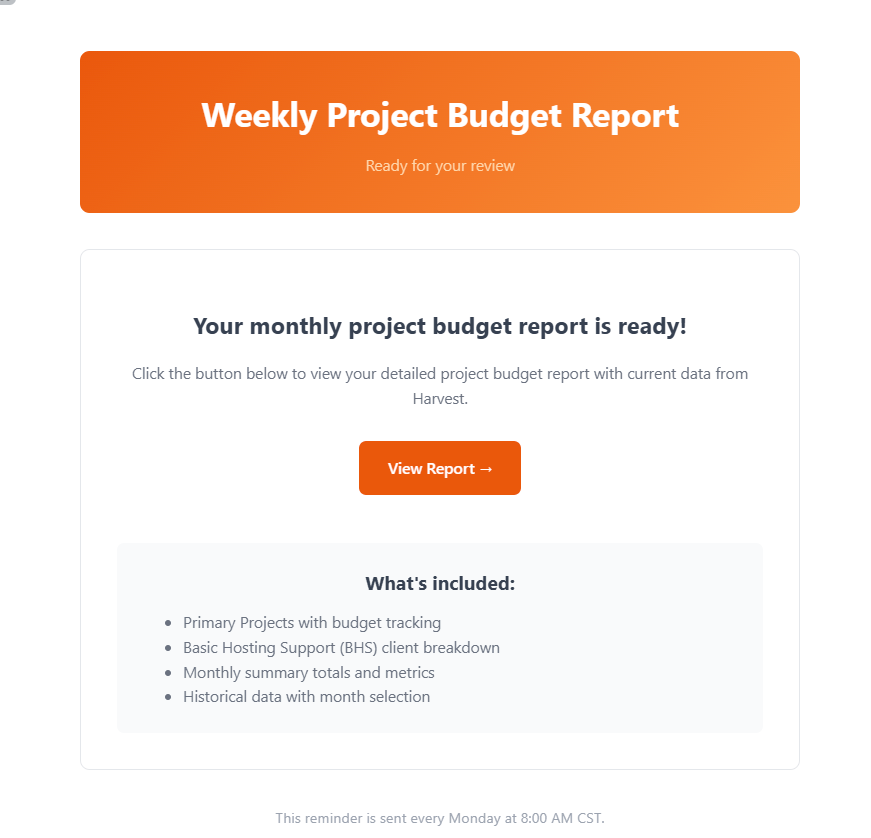 Weekly Project Budget Report
Ready for your review
Your monthly project budget report is ready!
Click the button below to view your detailed project budget report with current data from
Harvest.
View Report →
What's included:
• Primary Projects with budget tracking
• Basic Hosting Support (BHS) client breakdown
• Monthly summary totals and metrics
• Historical data with month selection
This reminder is sent every Monday at 8:00 AM CST.